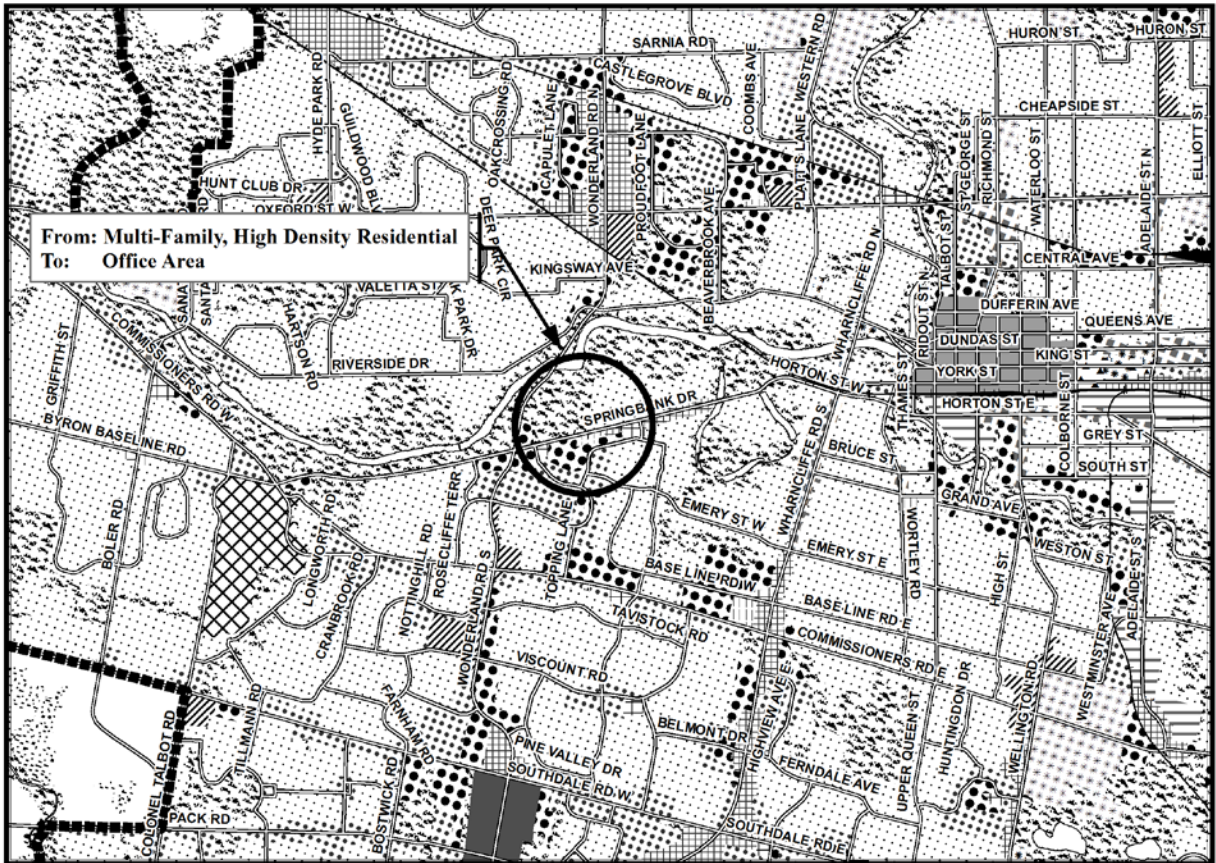 SARNIA RD
HURON ST
HURON ST
WESTERN RD
CASTLEGROVE BLVD
COOMBS AVE
HYDE PARK RD
GUILDWOOD BLV
OAKCROSSING RD
CAPULET LANE
WONDERLAND RD N
PROUDFOOT LANE
PLATT'S LANE
CHEAPSIDE ST
ST GEORGE ST
RICHMOND ST
WATERLOO ST
ADELAIDE ST N
ELLIOTT ST
HUNT CLUB DR
OXFORD ST W
DEER PARK CIR
BEAVERBROOK AVE
WHARNCLIFFE RD N
TALBOT ST
From: Multi-Family, High Density Residential
To: Office Area
KINGSWAY AVE
CENTRAL AVE
SANA
RD
SANTA
VALETTA ST
K PARK DR
RIDOUT ST N
DUFFERIN AVE
QUEENS AVE
DUNDAS ST
KING ST
YORK ST
HORTON ST E
GRIFFITH ST
COMMISSIONERS RD W
HARTSON RD
RIVERSIDE DR
HORTON ST W
THAMES ST
SPRINGBANK DR
BYRON BASELINE RD
WHARNCLIFFE RD S
BRUCE ST
COLBORNE ST
GREY ST
SOUTH ST
GRAND AVE
BOLER RD
LONGWORTH RD
CRANBROOK RD
NOTTINGHILL RD
ROSECLIFFE TERR
WONDERLAND RD S
TOPPING LANE
EMERY ST W
EMERY ST E
WORTLEY RD
HIGH ST
WESTON ST
ADELAIDE ST S
BASE LINE RD W
BASE LINE RD E
TAVISTOCK RD
COMMISSIONERS RD E
WESTMINSTER AVE
VISCOUNT RD
BELMONT DR
HIGHVIEW AVE E
UPPER QUEEN ST
HUNTINGDON DR
WELLINGTON RD
COLONEL TALBOT RD
TILLMANN RD
FARNHAM RD
PINE VALLEY DR
SOUTHDALE RD W
FERNDALE AVE
PACK RD
BOSTWICK RD
SOUTHDALE RD E